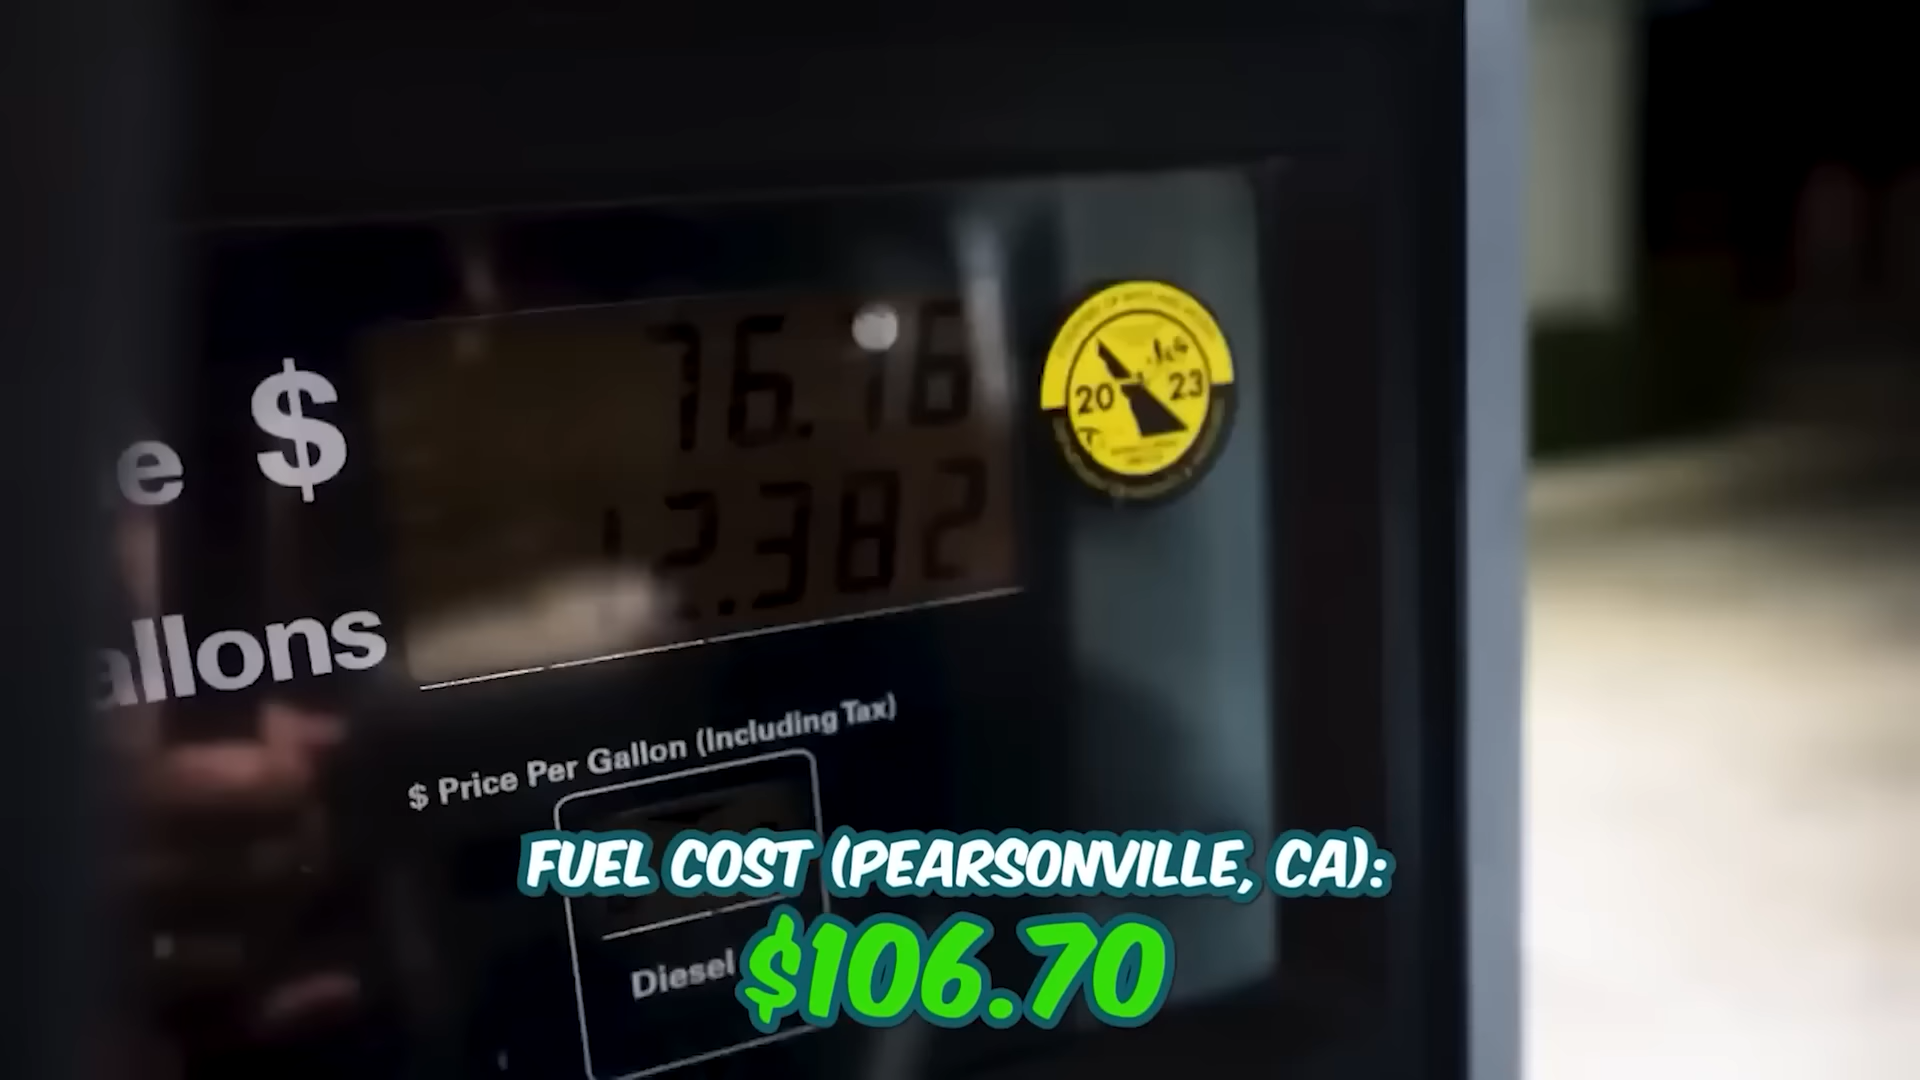 e $
76.76
12.382
allons
$ Price Per Gallon (Including Tax)
20 23
FUEL COST (PEARSONVILLE, CA):
Diesel
$106.70